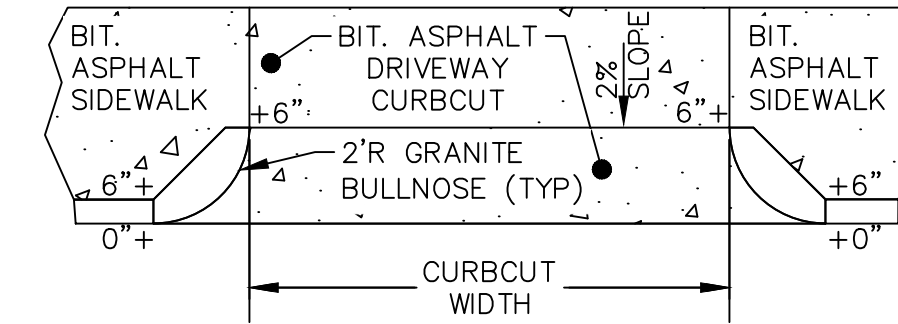 BIT.
ASPHALT
SIDEWALK
BIT. ASPHALT
DRIVEWAY
CURBCUT
2%
SLOPE
BIT.
ASPHALT
SIDEWALK
+6"
6"+
2'R GRANITE
BULLNOSE (TYP)
6"+
0"+
+6"
+0"
CURBCUT
WIDTH